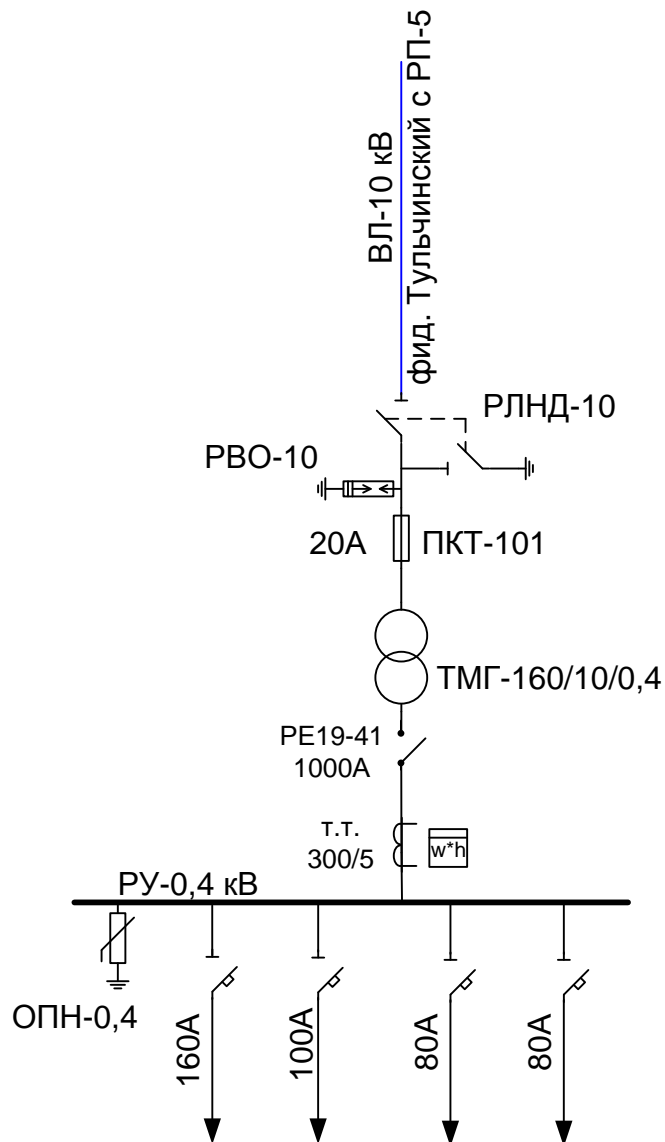 ВЛ-10 кВ
фид. Тульчинский с РП-5
РЛНД-10
РВО-10
20А
ПКТ-101
ТМГ-160/10/0,4
РЕ19-41
1000А
т.т.
300/5
w*h
РУ-0,4 кВ
ОПН-0,4
160А
100А
80А
80А